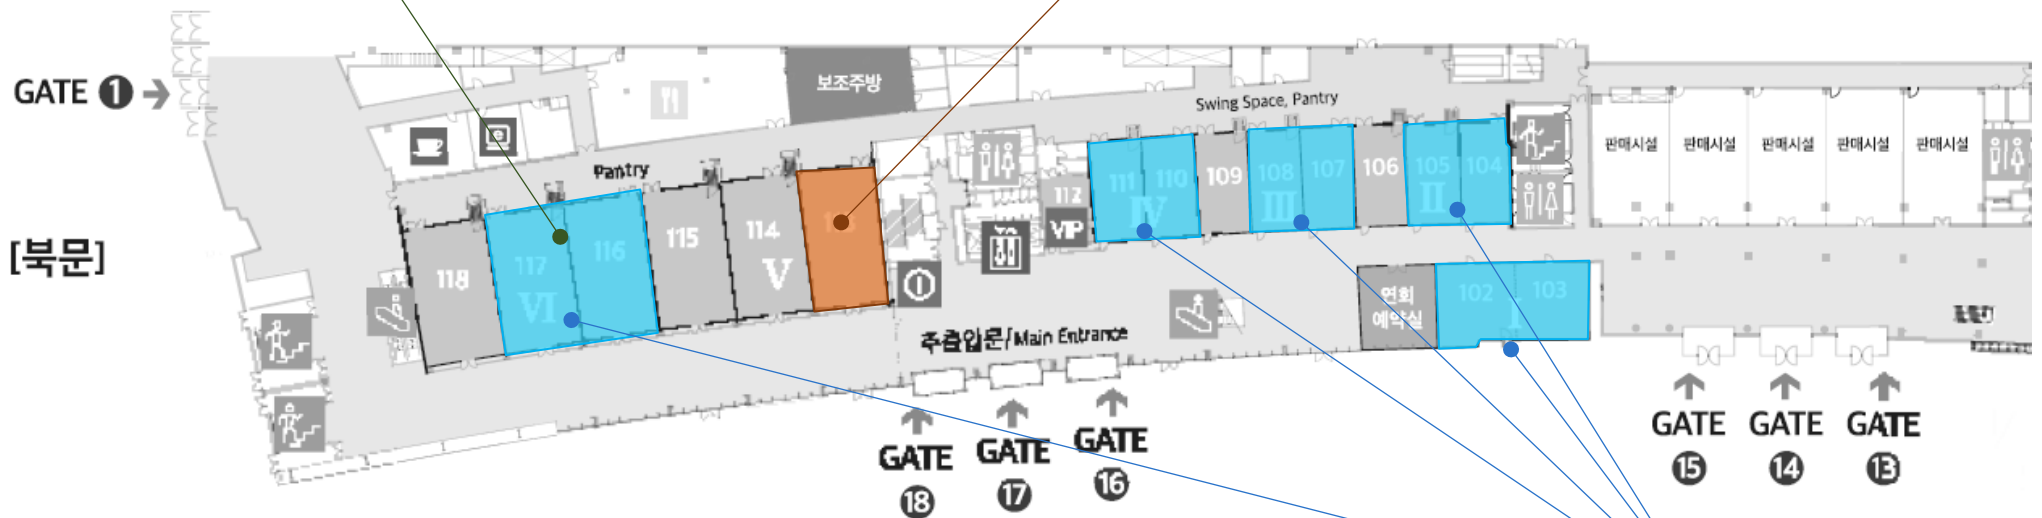 GATE 1
[북문]
보조주방
Swing Space, Pantry
Pantry
118
117
116
VI
115
114
V
112
VIP
111
110
IV
109
108
107
III
106
105
104
II
연회
예약실
102
103
I
판매시설
판매시설
판매시설
판매시설
판매시설
주출입문/Main Entrance
GATE
18
GATE
17
GATE
16
GATE
15
GATE
14
GATE
13